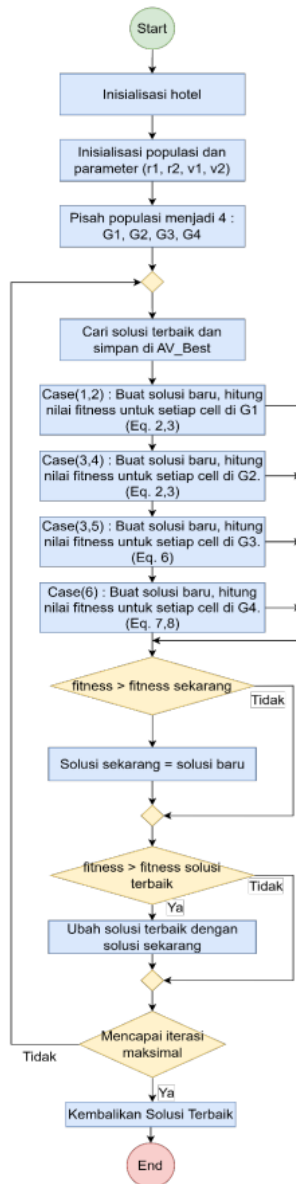 Start
Inisialisasi hotel
Inisialisasi populasi dan
parameter (r1, r2, v1, v2)
Pisah populasi menjadi 4 :
G1, G2, G3, G4
Cari solusi terbaik dan
simpan di AV_Best
Case(1,2) : Buat solusi baru, hitung
nilai fitness untuk setiap cell di G1
(Eq. 2,3)
Case(3,4) : Buat solusi baru, hitung
nilai fitness untuk setiap cell di G2.
(Eq. 2,3)
Case(3,5) : Buat solusi baru, hitung
nilai fitness untuk setiap cell di G3.
(Eq. 6)
Case(6) : Buat solusi baru, hitung
nilai fitness untuk setiap cell di G4.
(Eq. 7,8)
fitness > fitness sekarang
Tidak
Solusi sekarang = solusi baru
fitness > fitness solusi
terbaik
Tidak
Ya
Ubah solusi terbaik dengan
solusi sekarang
Mencapai iterasi
maksimal
Tidak
Ya
Kembalikan Solusi Terbaik
End